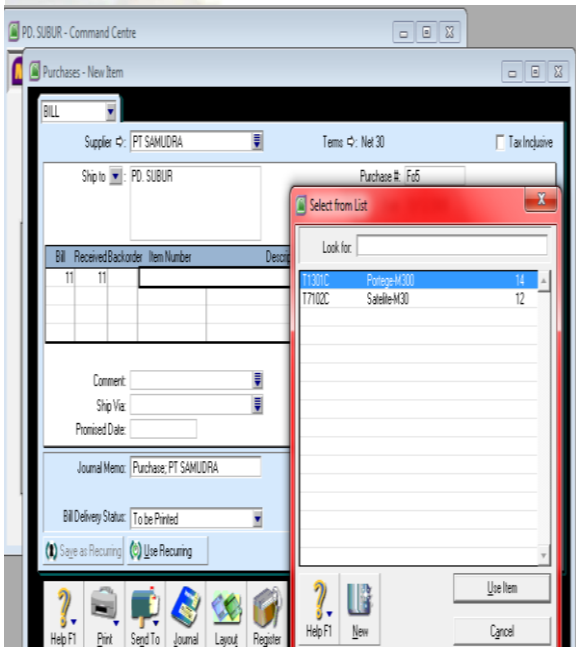 PD. SUBUR - Command Centre
Purchases - New Item
BILL
Supplier PT SAMUDRA Terms Net 30 Tax Inclusive
Ship to PD. SUBUR Purchase #: Fo5
Bill Received Backorder Item Number Descrip
11 11
Comment:
Ship Via:
Promised Date:
Journal Memo: Purchase; PT SAMUDRA
Bill Delivery Status: To be Printed
Save as Recurring Use Recurring
Help F1 Print Send To Journal Layout Register
Select from List
Look for:
T1301C Portege-M300 14
T7102C Satelite-M30 12
Use Item
Help F1 New Cancel